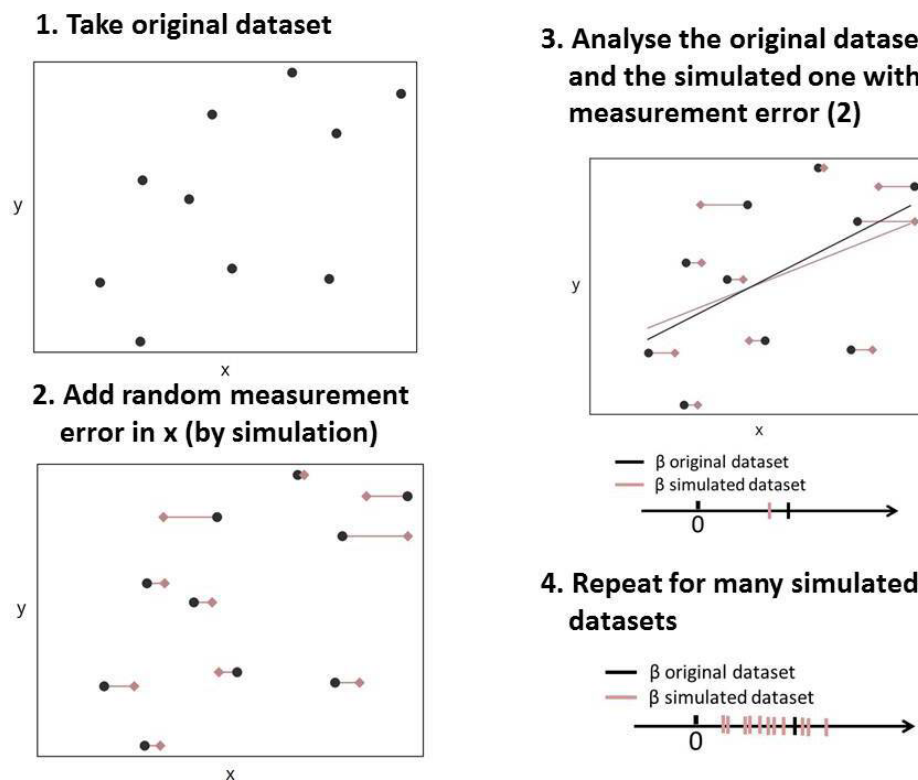 1. Take original dataset
y
x
2. Add random measurement
error in x (by simulation)
y
x
3. Analyse the original datase
and the simulated one with
measurement error (2)
y
x
β original dataset
β simulated dataset
0
4. Repeat for many simulated
datasets
β original dataset
β simulated dataset
0